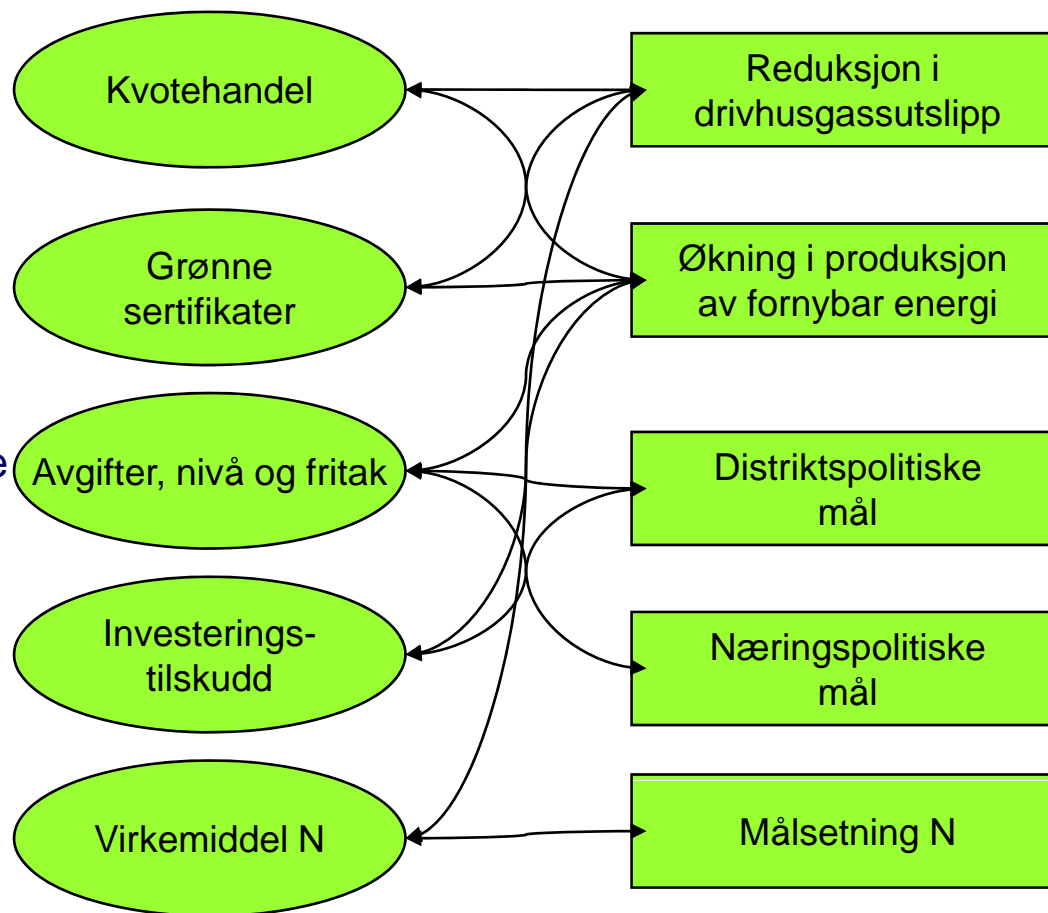 Kvotehandel
Reduksjon i
drivhusgassutslipp
Grønne
sertifikater
Økning i produksjon
av fornybar energi
e
Avgifter, nivå og fritak
Distriktspolitiske
mål
Investerings-
tilskudd
Næringspolitiske
mål
Virkemiddel N
Målsetning N